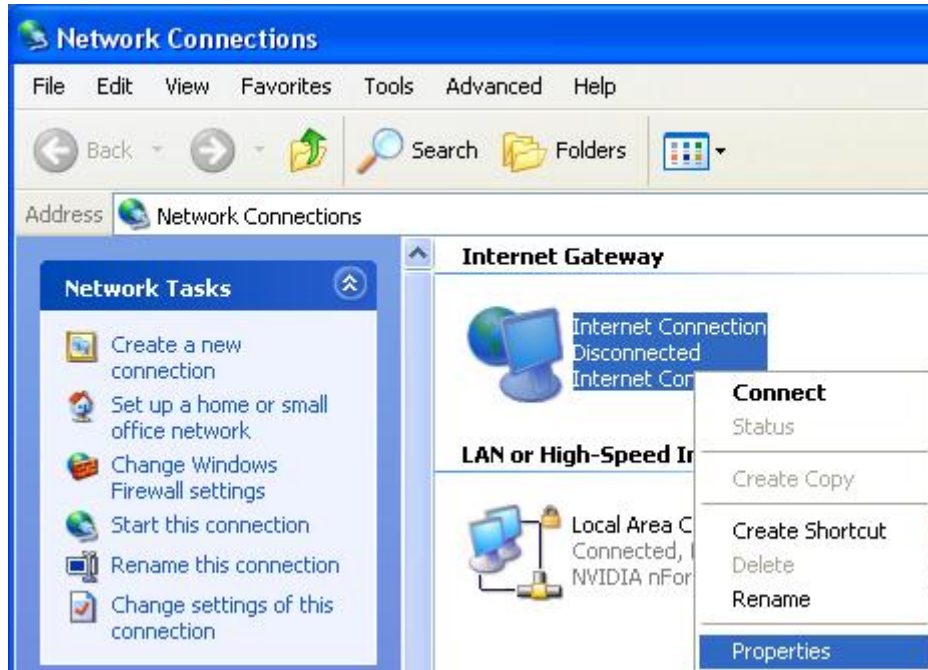 Network Connections
File Edit View Favorites Tools Advanced Help
Back Search Folders
Address Network Connections
Network Tasks
Create a new
connection
Set up a home or small
office network
Change Windows
Firewall settings
Start this connection
Rename this connection
Change settings of this
connection
Internet Gateway
Internet Connection
Disconnected
Internet
LAN or High-Speed
Local Area
Connected,
NVIDIA
Connect
Status
Create Copy
Create Shortcut
Delete
Rename
Properties